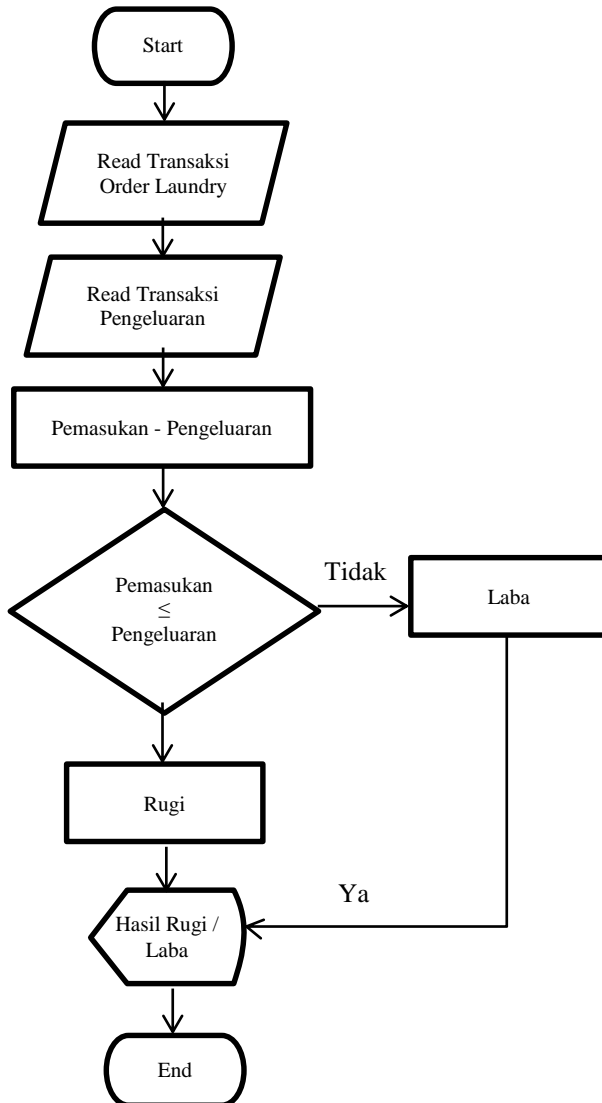 Start
Read Transaksi
Order Laundry
Read Transaksi
Pengeluaran
Pemasukan - Pengeluaran
Pemasukan
≤
Pengeluaran
Tidak
Laba
Rugi
Ya
Hasil Rugi /
Laba
End